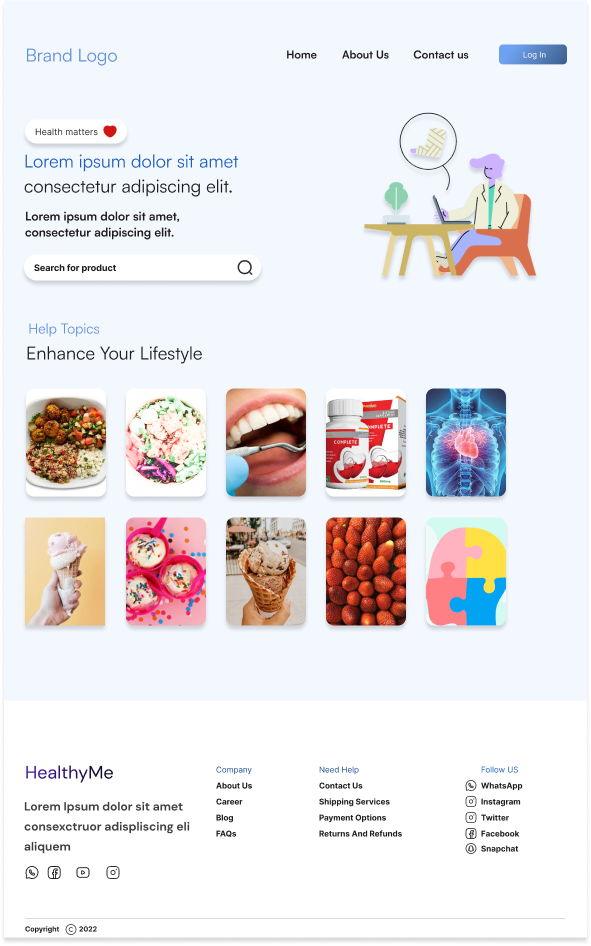 Brand Logo
Home
About Us
Contact us
Log In
Health matters
Lorem ipsum dolor sit amet
consectetur adipiscing elit.
Lorem ipsum dolor sit amet,
consectetur adipiscing elit.
Search for product
Help Topics
Enhance Your Lifestyle
COMPLETE
COMPLETE
HealthyMe
Lorem Ipsum dolor sit amet
consexctruor adispliscing eli
aliquem
Company
About Us
Career
Blog
FAQs
Need Help
Contact Us
Shipping Services
Payment Options
Returns And Refunds
Follow US
WhatsApp
Instagram
Twitter
Facebook
Snapchat
Copyright © 2022